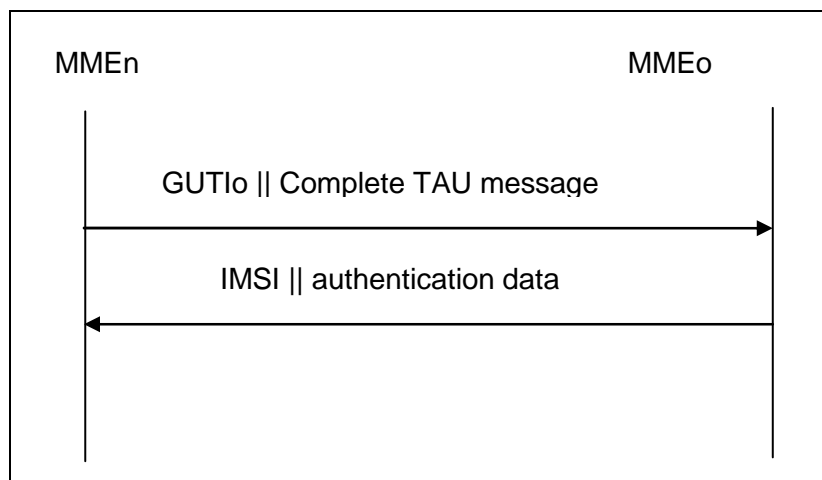 MMEn MMEo
GUTIo || Complete TAU message
IMSI || authentication data